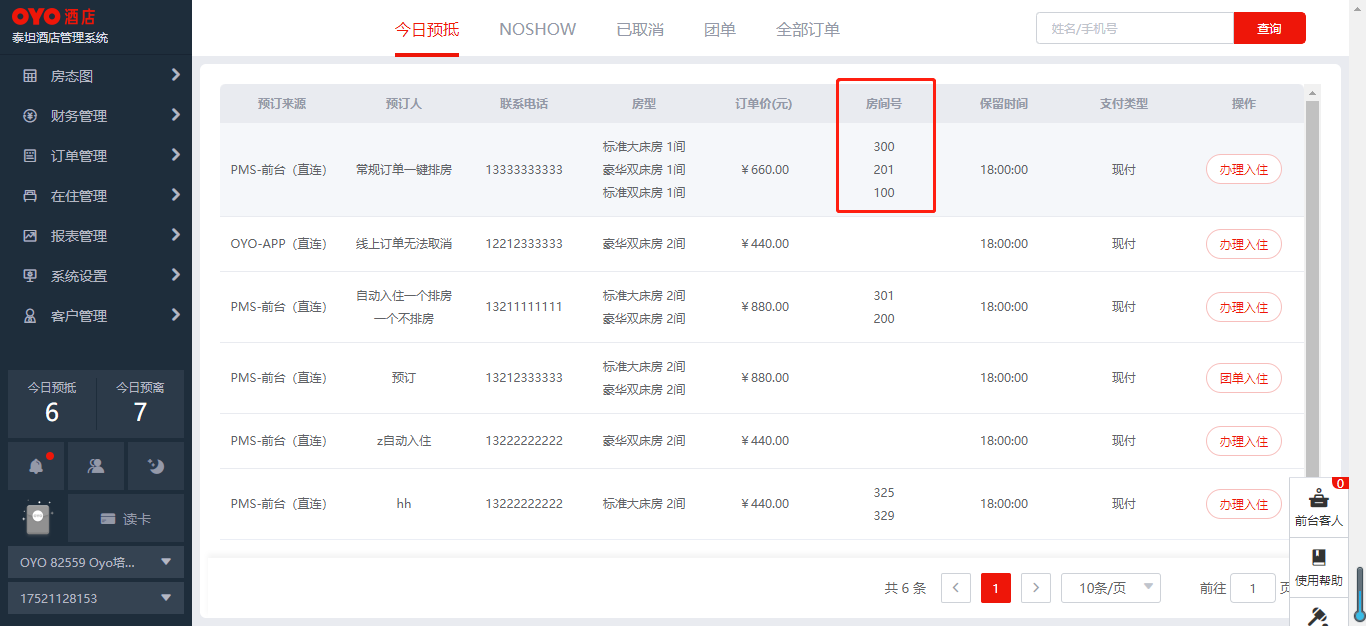 OYO 酒店
泰坦酒店管理系统
房态图
财务管理
订单管理
在住管理
报表管理
系统设置
客户管理
今日预抵 今日预离
6 7
读卡
OYO 82559 Oyo培...
17521128153
今日预抵 NOSHOW 已取消 团单 全部订单 姓名/手机号 查询
预订来源 预订人 联系电话 房型 订单价(元) 房间号 保留时间 支付类型 操作
标准大床房 1间 300
PMS-前台（直连） 常规订单一键排房 13333333333 豪华双床房 1间 ￥660.00 201 18:00:00 现付 办理入住
标准双床房 1间 100
OYO-APP（直连） 线上订单无法取消 12212333333 豪华双床房 2间 ￥440.00 18:00:00 现付 办理入住
自动入住一个排房 标准大床房 2间 301
PMS-前台（直连） 13211111111 ￥880.00 18:00:00 现付 办理入住
一个不排房 豪华双床房 2间 200
标准大床房 2间
PMS-前台（直连） 预订 13212333333 ￥880.00 18:00:00 现付 团单入住
豪华双床房 2间
PMS-前台（直连） z自动入住 13222222222 豪华双床房 2间 ￥440.00 18:00:00 现付 办理入住
325
PMS-前台（直连） hh 13222222222 标准大床房 2间 ￥440.00 18:00:00 现付 办理入住
329
共 6 条 1 10条/页 前往 1
0
前台客人
使用帮助